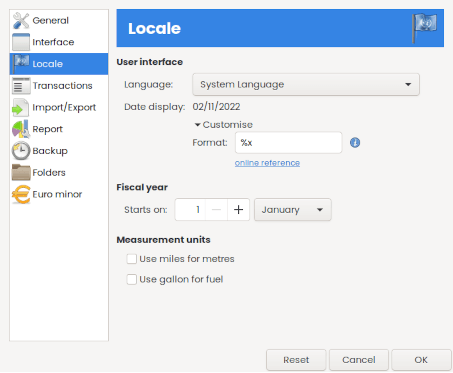 General
Interface
Locale
Transactions
Import/Export
Report
Backup
Folders
Euro minor
Locale
User interface
Language: System Language
Date display: 02/11/2022
Customise
Format: %x
online reference
Fiscal year
Starts on: 1 − + January
Measurement units
Use miles for metres
Use gallon for fuel
Reset Cancel OK